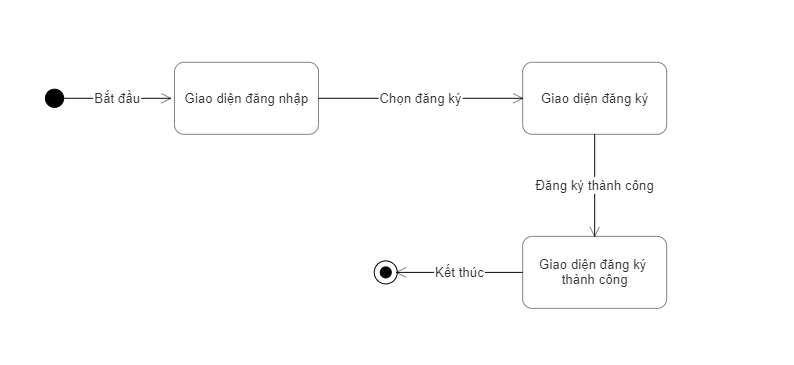 Bắt đầu
Giao diện đăng nhập
Chọn đăng ký
Giao diện đăng ký
Đăng ký thành công
Giao diện đăng ký
thành công
Kết thúc